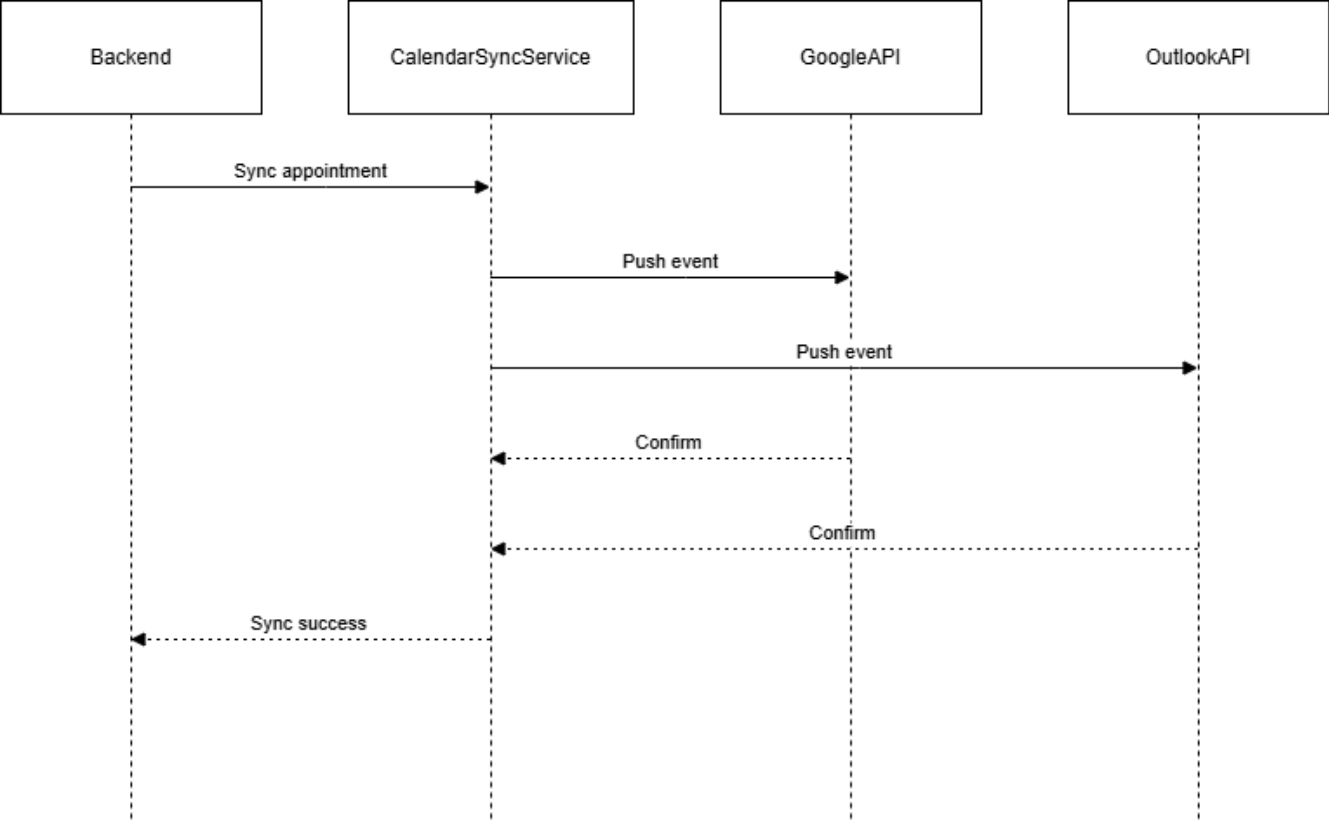 Backend
CalendarSyncService
GoogleAPI
OutlookAPI
Sync appointment
Push event
Push event
Confirm
Confirm
Sync success